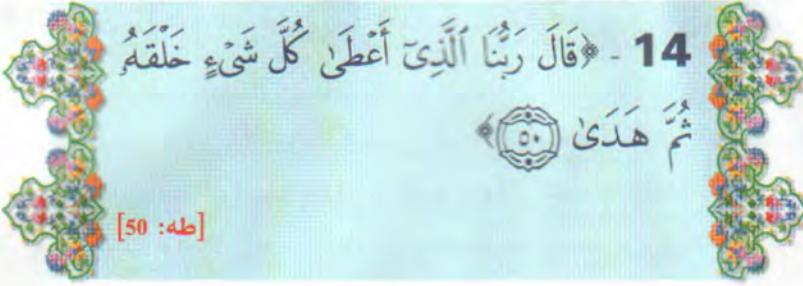 14 - ﴿قَالَ رَبُّنَا ٱلَّذِىٓ أَعْطَىٰ كُلَّ شَىْءٍ خَلْقَهُۥ
ثُمَّ هَدَىٰ ۝٥٠﴾
[طه: 50]